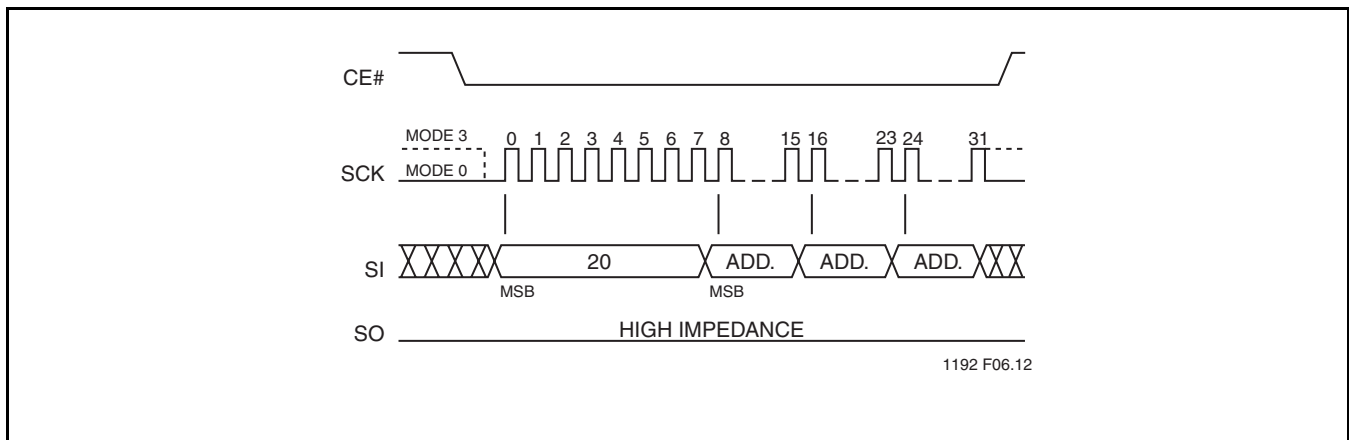 CE#
MODE 3
0 1 2 3 4 5 6 7 8 15 16 23 24 31
SCK MODE 0
SI 20 ADD. ADD. ADD.
MSB MSB
SO HIGH IMPEDANCE
1192 F06.12